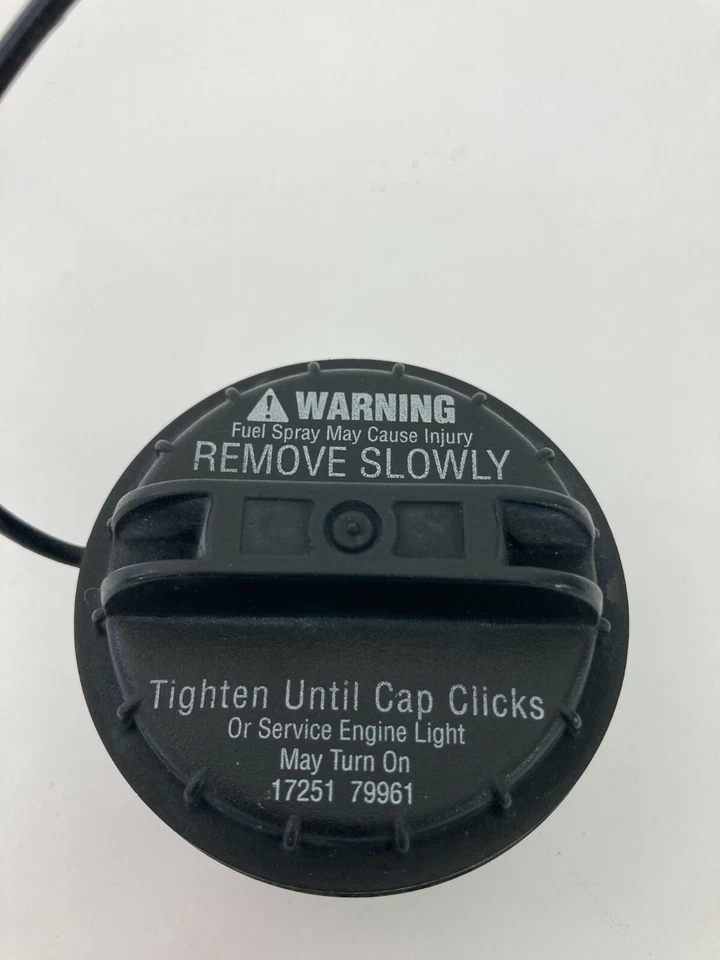 WARNING
Fuel Spray May Cause Injury
REMOVE SLOWLY
Tighten Until Cap Clicks
Or Service Engine Light
May Turn On
17251 79961